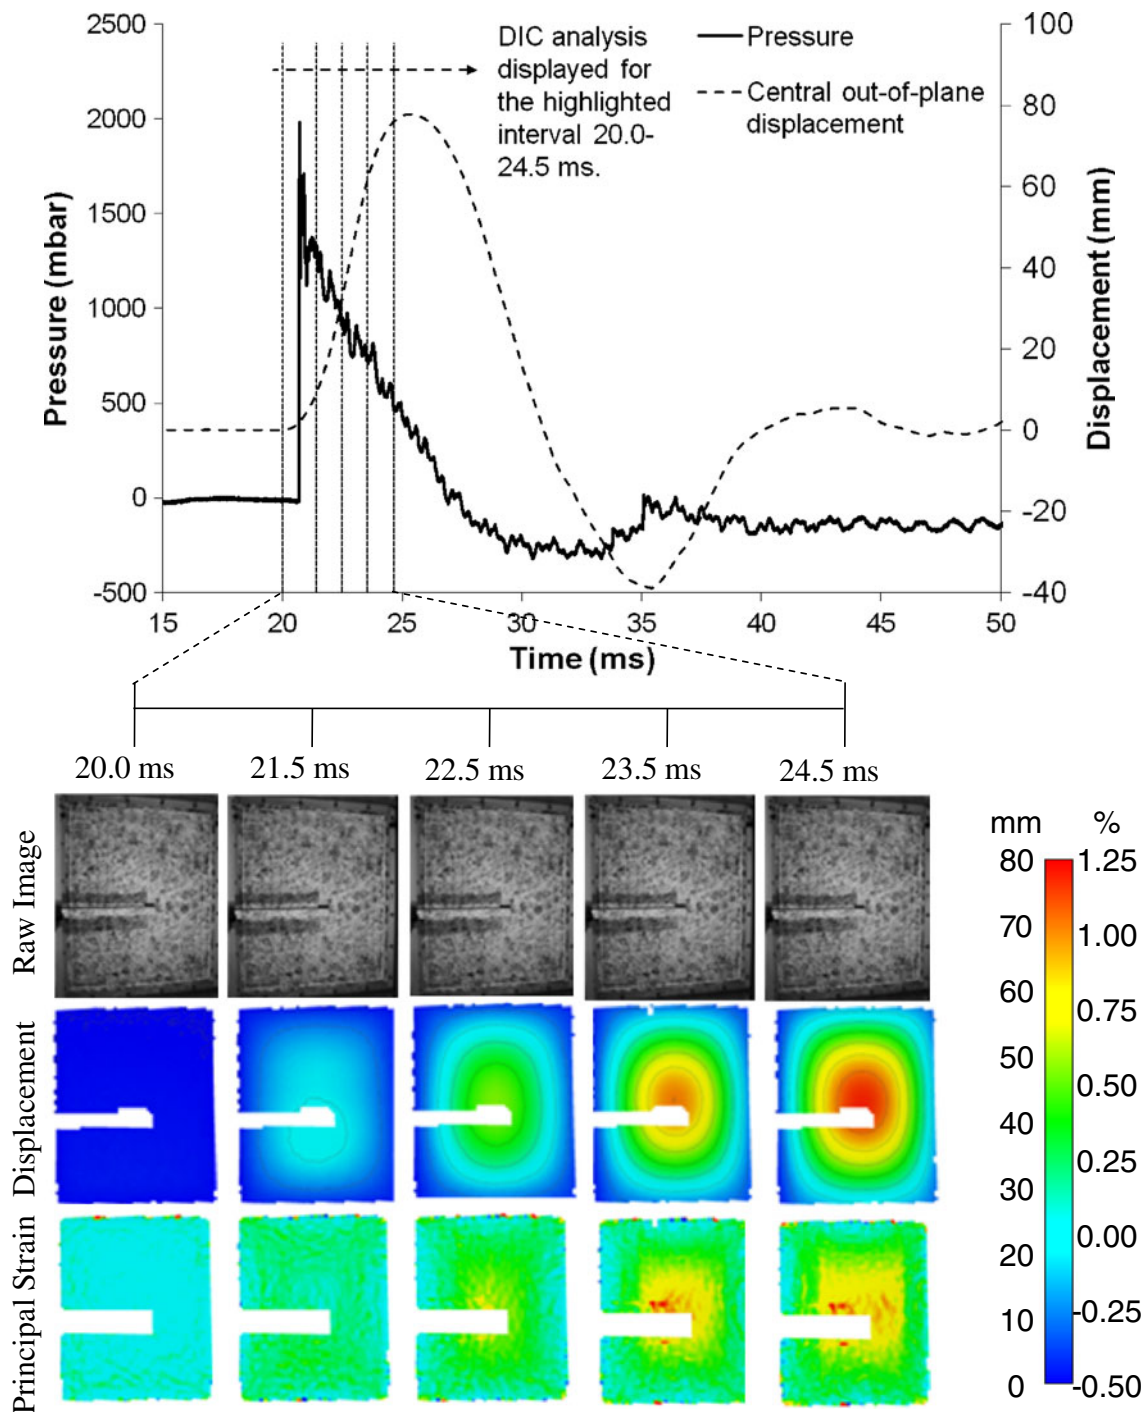 2500
2000
1500
1000
500
0
-500
Pressure (mbar)
DIC analysis
displayed for
the highlighted
interval 20.0-
24.5 ms.
Pressure
Central out-of-plane
displacement
100
80
60
40
20
0
-20
-40
Displacement (mm)
15 20 25 30 35 40 45 50
Time (ms)
20.0 ms 21.5 ms 22.5 ms 23.5 ms 24.5 ms
Raw Image
Displacement
Principal Strain
mm %
80 1.25
70 1.00
60 0.75
50 0.50
40 0.25
30 0.00
20 -0.25
10 -0.50
0